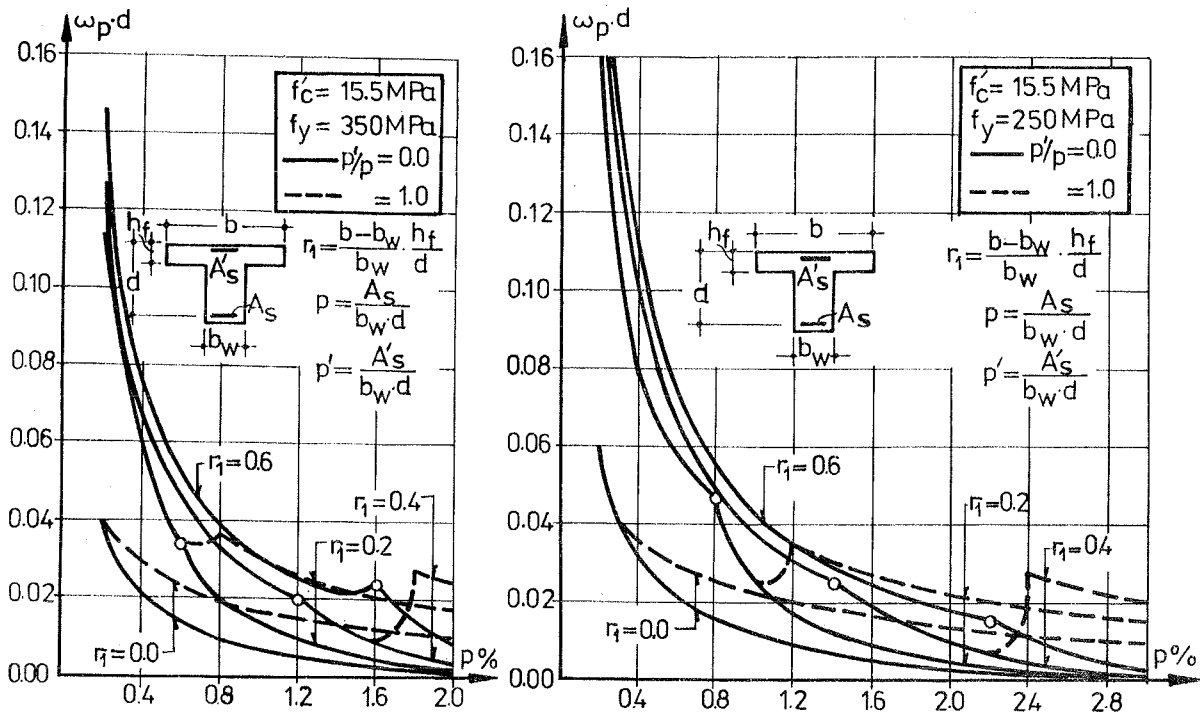 ωp·d
0.16
0.14
0.12
0.10
0.08
0.06
0.04
0.02
0.00
f'c = 15.5 MPa
fy = 350 MPa
p'/p = 0.0
= 1.0
hf
b
d
A's
As
bw
r1 = b-bw/bw · hf/d
p = As/bw·d
p' = A's/bw·d
r1=0.6
r1=0.4
r1=0.2
r1=0.0
p%
0.4 0.8 1.2 1.6 2.0
ωp·d
0.16
0.14
0.12
0.10
0.08
0.06
0.04
0.02
0.00
f'c = 15.5 MPa
fy = 250 MPa
p'/p = 0.0
= 1.0
hf
b
d
A's
As
bw
r1 = b-bw/bw · hf/d
p = As/bw·d
p' = A's/bw·d
r1=0.6
r1=0.2
r1=0.4
r1=0.0
p%
0.4 0.8 1.2 1.6 2.0 2.4 2.8